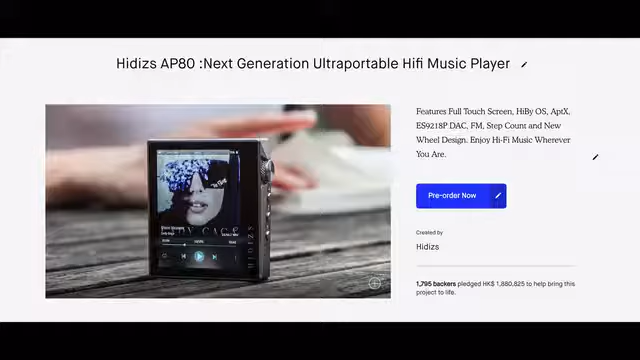 Hidizs AP80 :Next Generation Ultraportable Hifi Music Player
Features Full Touch Screen, HiBy OS, AptX,
ES9218P DAC, FM, Step Count and New
Wheel Design. Enjoy Hi-Fi Music Wherever
You Are.
Pre-order Now
Created by
Hidizs
1,795 backers pledged HK$ 1,880,825 to help bring this
project to life.
HIDIZS